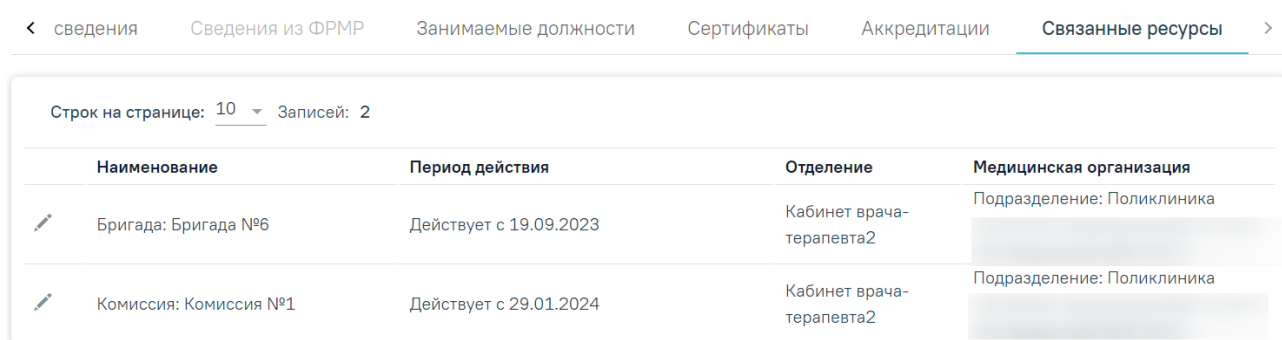 сведения Сведения из ФРМР Занимаемые должности Сертификаты Аккредитации Связанные ресурсы
Строк на странице: 10 Записей: 2
Наименование Период действия Отделение Медицинская организация
Бригада: Бригада №6 Действует с 19.09.2023 Кабинет врача- Подразделение: Поликлиника
терапевта2
Комиссия: Комиссия №1 Действует с 29.01.2024 Кабинет врача- Подразделение: Поликлиника
терапевта2